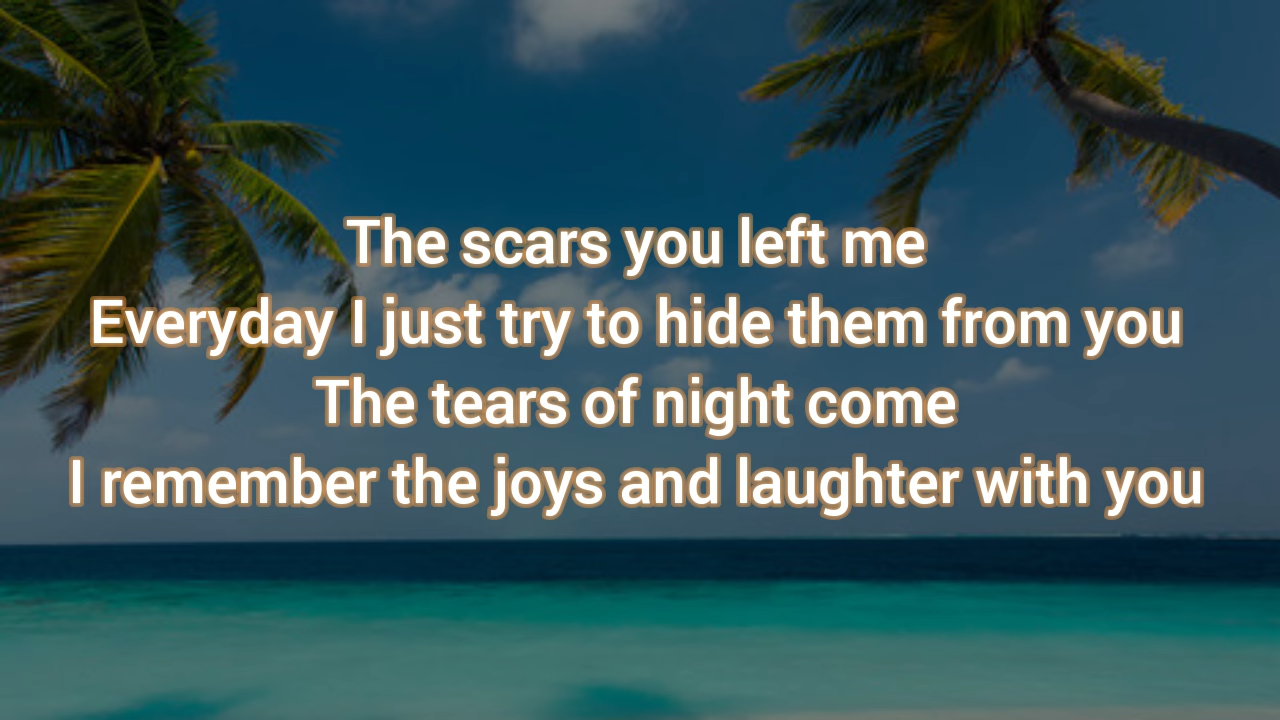 The scars you left me
Everyday I just try to hide them from you
The tears of night come
I remember the joys and laughter with you